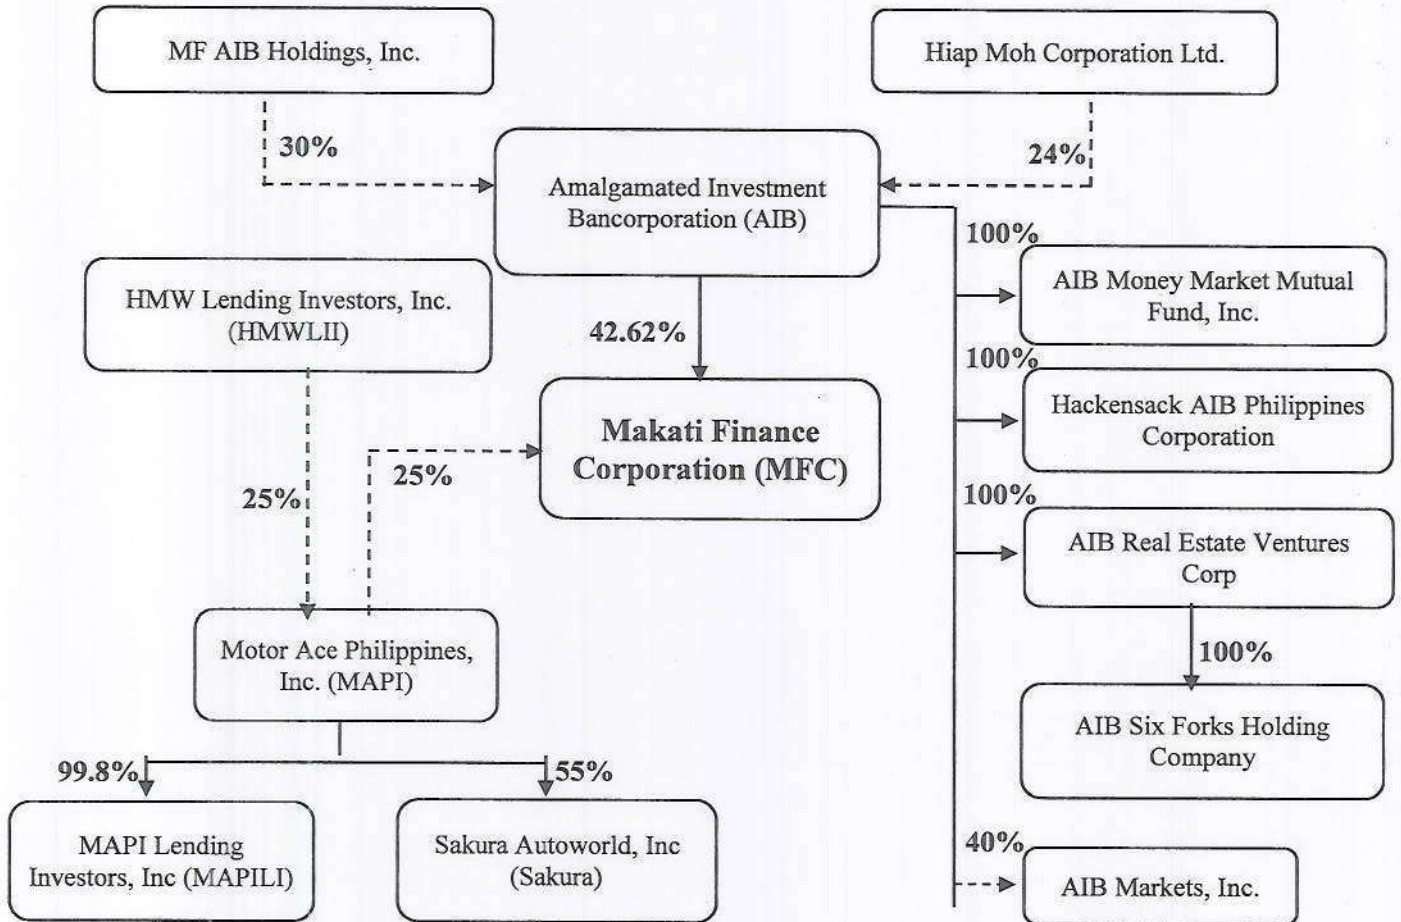 MF AIB Holdings, Inc.
Hiap Moh Corporation Ltd.
30%
24%
Amalgamated Investment
Bancorporation (AIB)
100%
AIB Money Market Mutual
Fund, Inc.
HMW Lending Investors, Inc.
(HMWLII)
42.62%
100%
Hackensack AIB Philippines
Corporation
Makati Finance
Corporation (MFC)
25%
25%
100%
AIB Real Estate Ventures
Corp
100%
Motor Ace Philippines,
Inc. (MAPI)
AIB Six Forks Holding
Company
99.8%
55%
MAPI Lending
Investors, Inc (MAPILI)
Sakura Autoworld, Inc
(Sakura)
40%
AIB Markets, Inc.